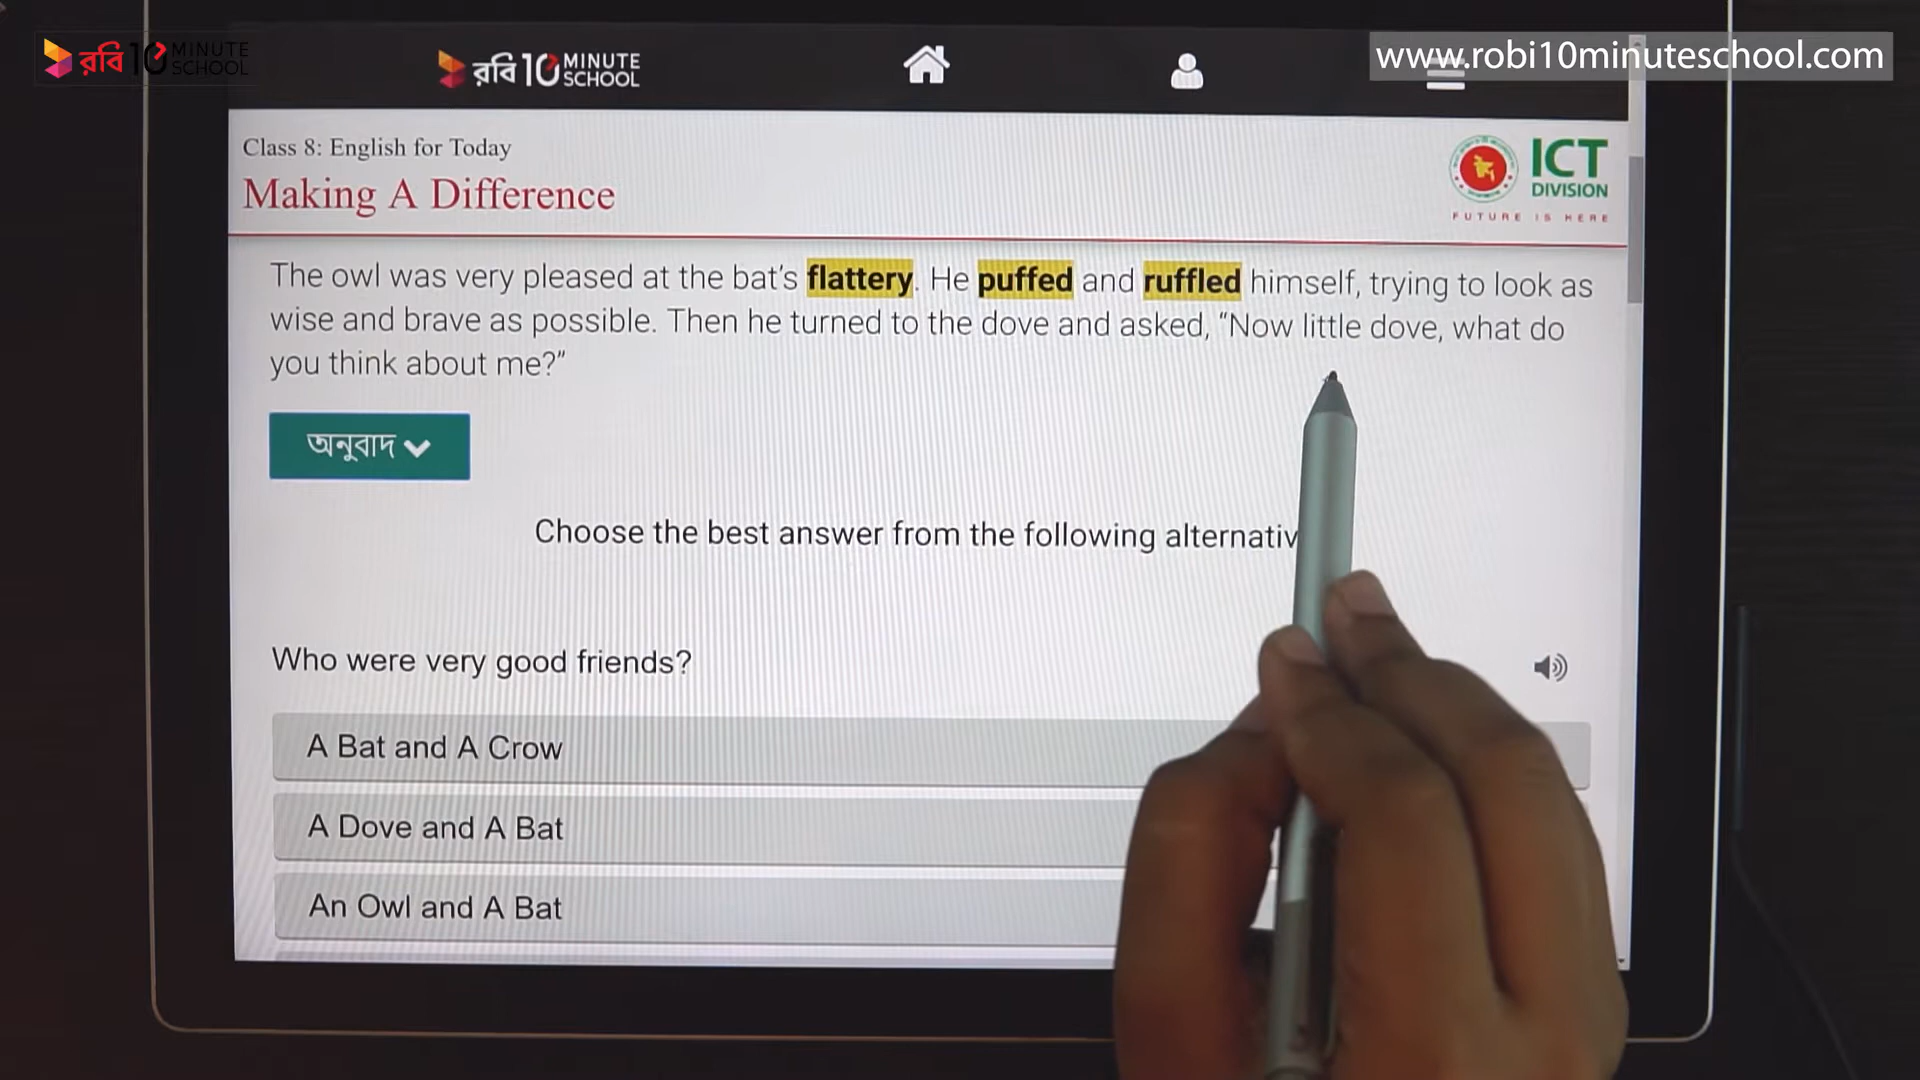 রবি 10 MINUTE SCHOOL
রবি 10 MINUTE SCHOOL
www.robi10minuteschool.com
Class 8: English for Today
Making A Difference
ICT
DIVISION
FUTURE IS HERE
The owl was very pleased at the bat's flattery. He puffed and ruffled himself, trying to look as
wise and brave as possible. Then he turned to the dove and asked, “Now little dove, what do
you think about me?”
অনুবাদ
Choose the best answer from the following alternativ
Who were very good friends?
A Bat and A Crow
A Dove and A Bat
An Owl and A Bat